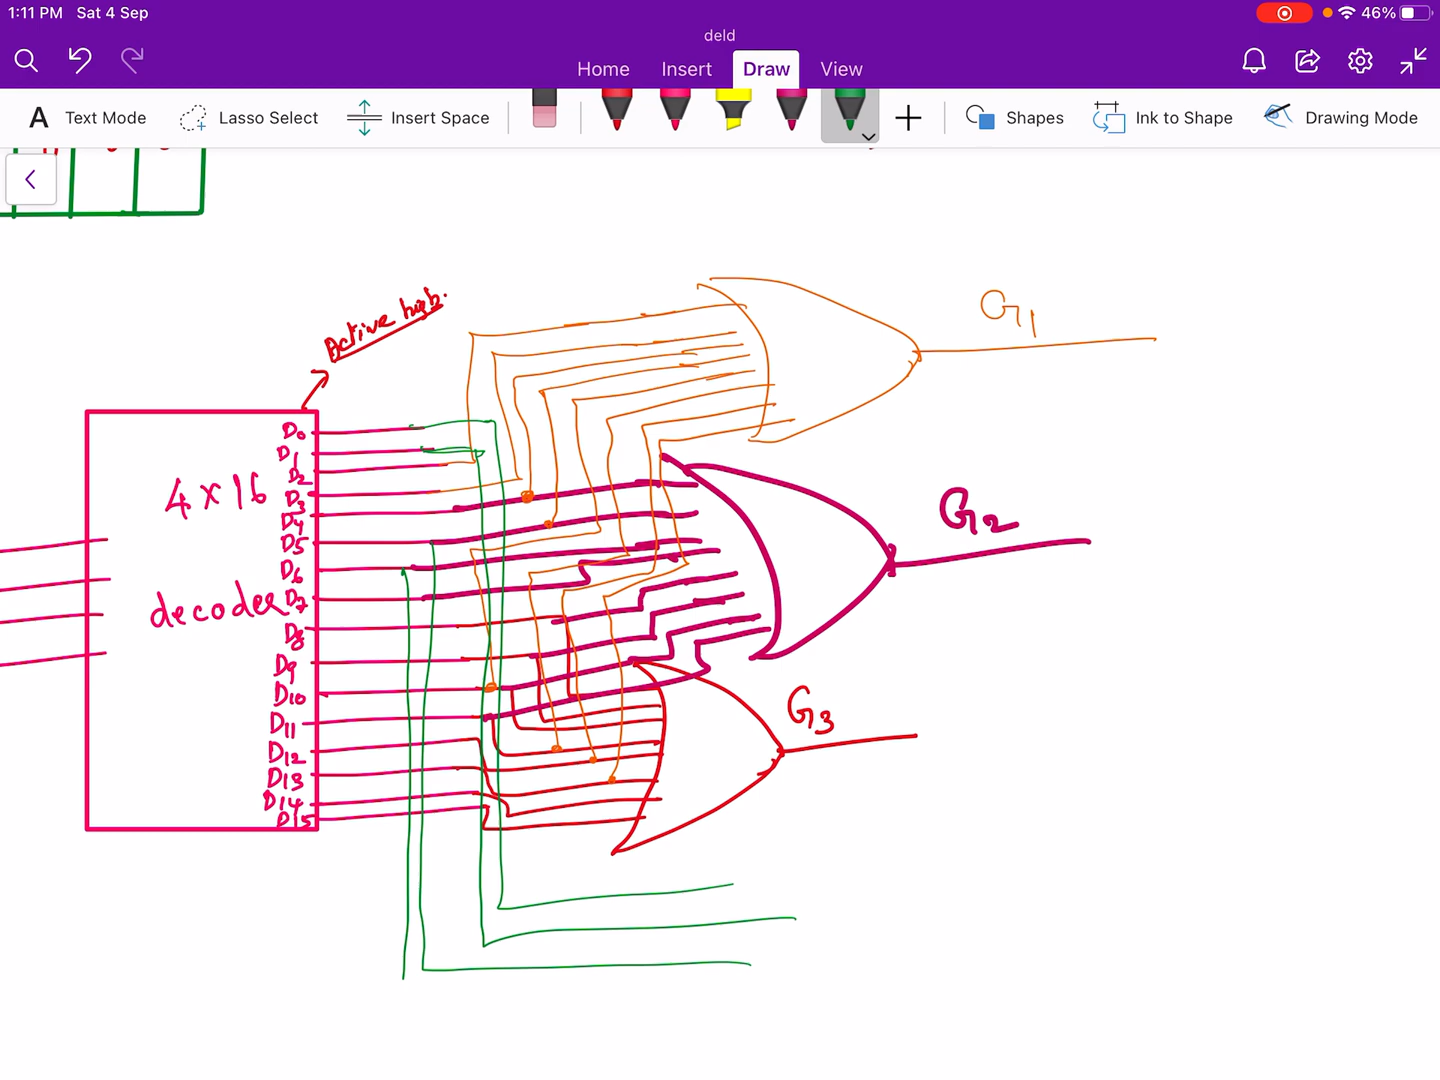 1:11 PM Sat 4 Sep
46%
deld
Home Insert Draw View
Text Mode Lasso Select Insert Space Shapes Ink to Shape Drawing Mode
Active high.
G1
D0
D1
D2
4 x 16
D3
D4
G2
D5
D6
decoder
D7
D8
D9
D10
G3
D11
D12
D13
D14
D15